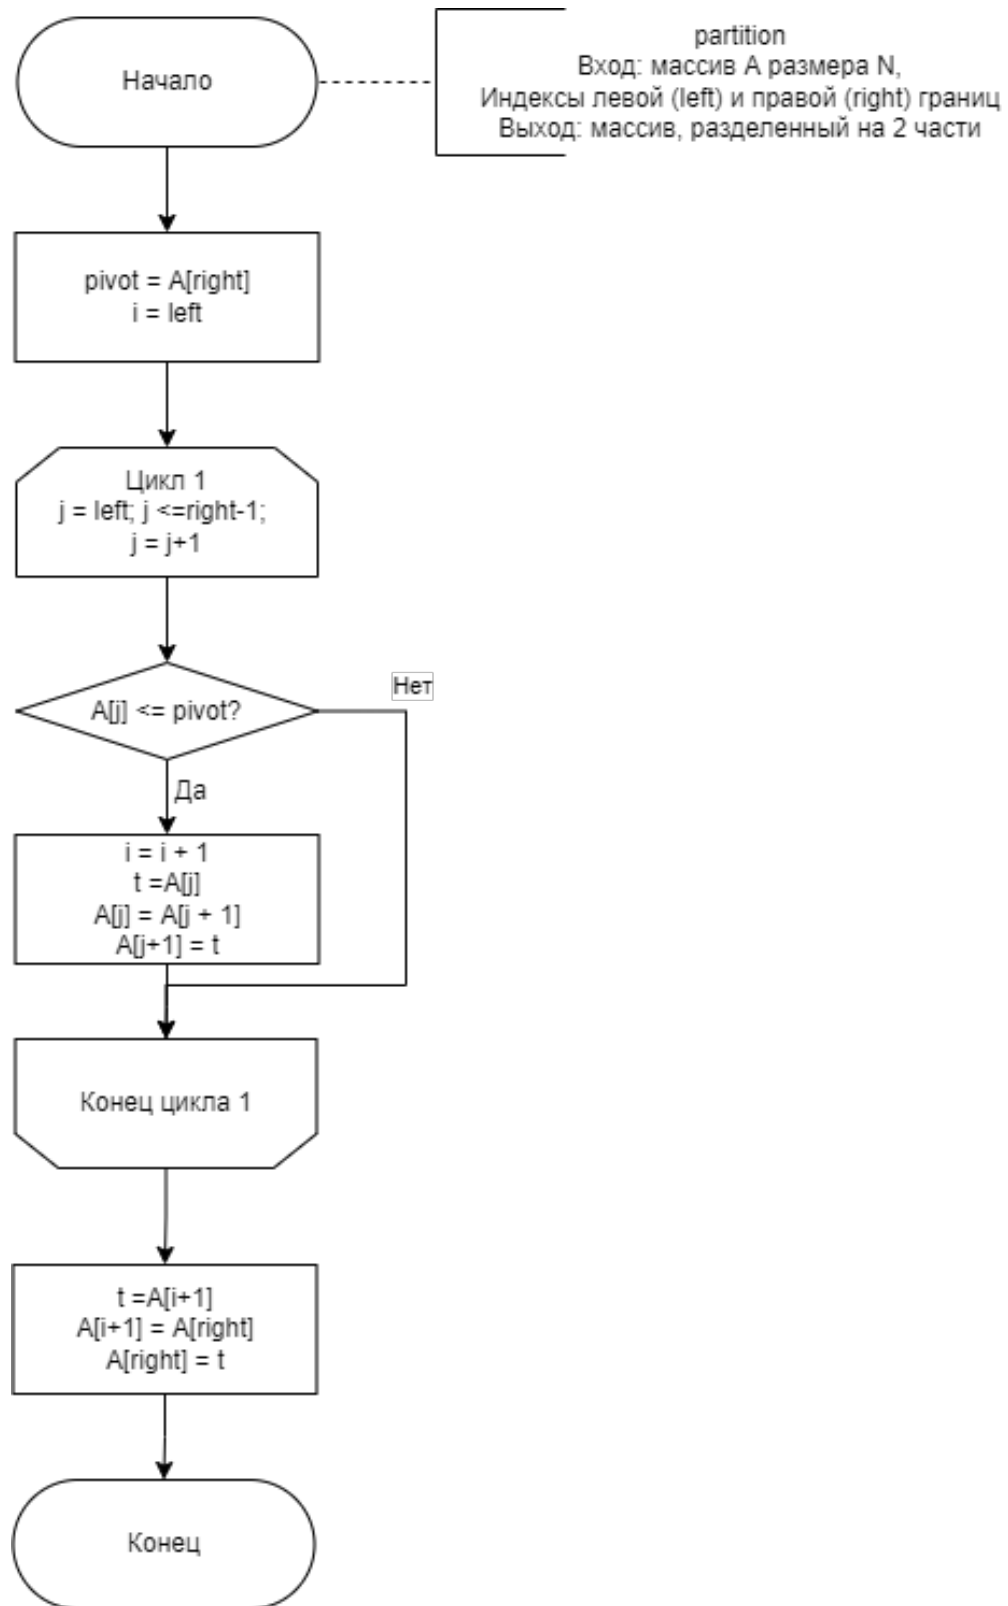 Начало
partition
Вход: массив A размера N,
Индексы левой (left) и правой (right) границ
Выход: массив, разделенный на 2 части
pivot = A[right]
i = left
Цикл 1
j = left; j <=right-1;
j = j+1
A[j] <= pivot?
Нет
Да
i = i + 1
t =A[j]
A[j] = A[j + 1]
A[j+1] = t
Конец цикла 1
t =A[i+1]
A[i+1] = A[right]
A[right] = t
Конец